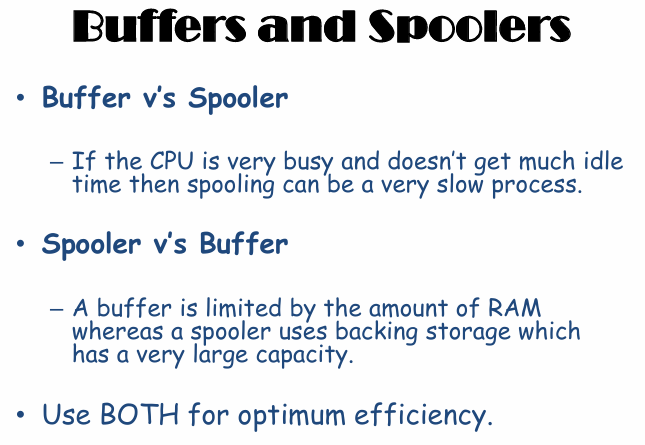 Buffers and Spoolers
• Buffer v's Spooler
– If the CPU is very busy and doesn't get much idle
time then spooling can be a very slow process.
• Spooler v's Buffer
– A buffer is limited by the amount of RAM
whereas a spooler uses backing storage which
has a very large capacity.
• Use BOTH for optimum efficiency.